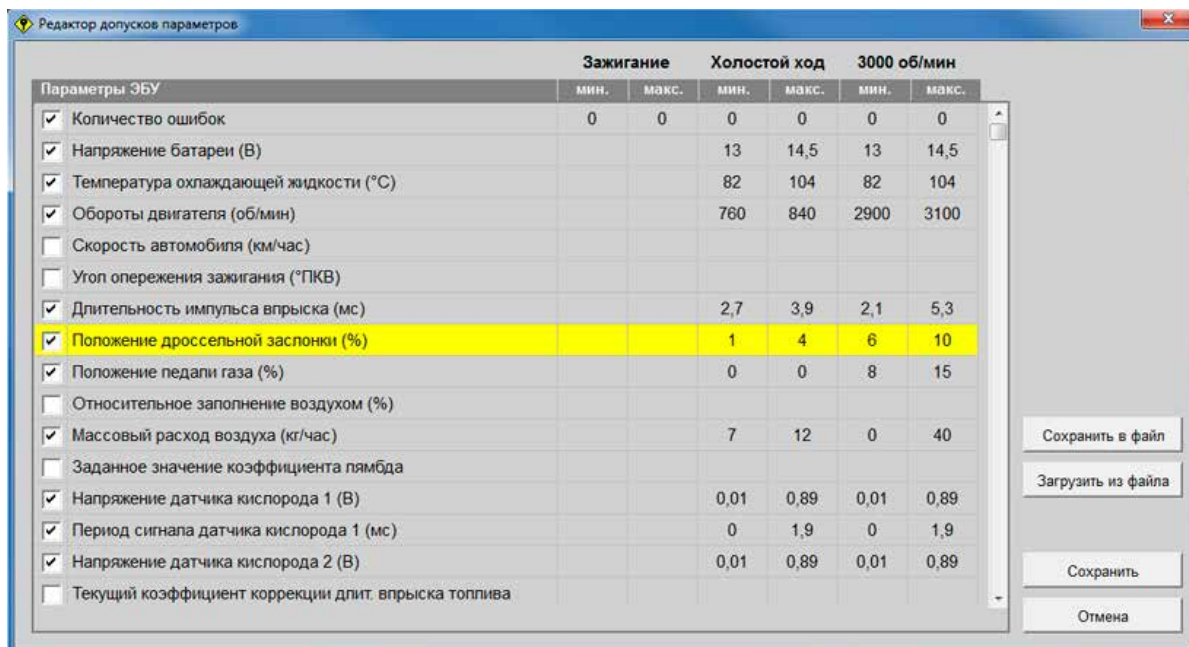 Редактор допусков параметров
Зажигание Холостой ход 3000 об/мин
Параметры ЭБУ мин. макс. мин. макс. мин. макс.
Количество ошибок 0 0 0 0 0 0
Напряжение батареи (В) 13 14,5 13 14,5
Температура охлаждающей жидкости (°С) 82 104 82 104
Обороты двигателя (об/мин) 760 840 2900 3100
Скорость автомобиля (км/час)
Угол опережения зажигания (°ПКВ)
Длительность импульса впрыска (мс) 2,7 3,9 2,1 5,3
Положение дроссельной заслонки (%) 1 4 6 10
Положение педали газа (%) 0 0 8 15
Относительное заполнение воздухом (%)
Массовый расход воздуха (кг/час) 7 12 0 40
Сохранить в файл
Заданное значение коэффициента лямбда
Загрузить из файла
Напряжение датчика кислорода 1 (В) 0,01 0,89 0,01 0,89
Период сигнала датчика кислорода 1 (мс) 0 1,9 0 1,9
Напряжение датчика кислорода 2 (В) 0,01 0,89 0,01 0,89
Сохранить
Текущий коэффициент коррекции длит. впрыска топлива
Отмена